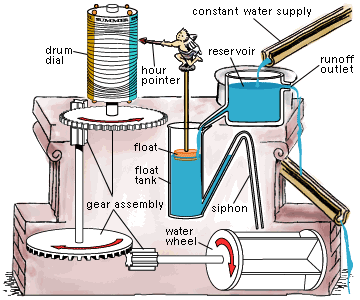 constant water supply
SUMMER
reservoir
runoff
outlet
drum
dial
hour
pointer
float
float
tank
siphon
gear assembly
water
wheel